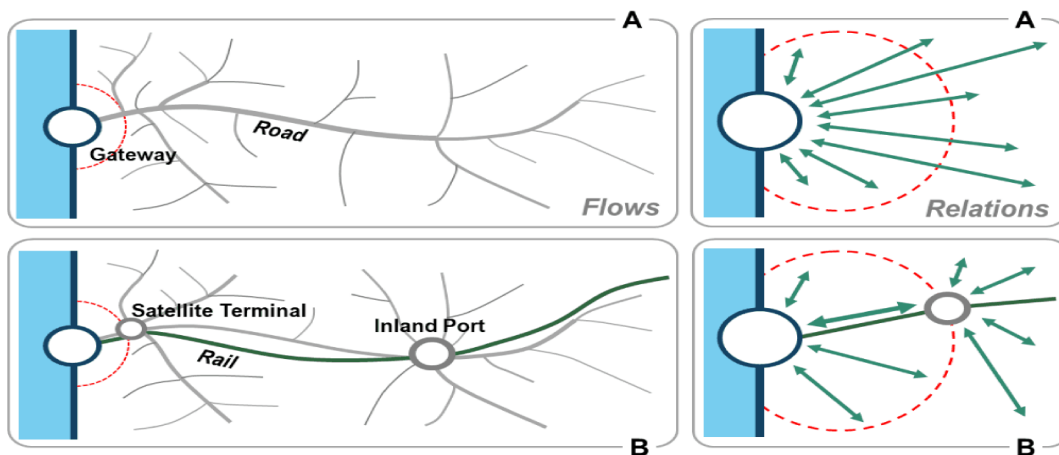 A
Road
Gateway
Flows
A
Relations
Satellite Terminal
Inland Port
Rail
B
B